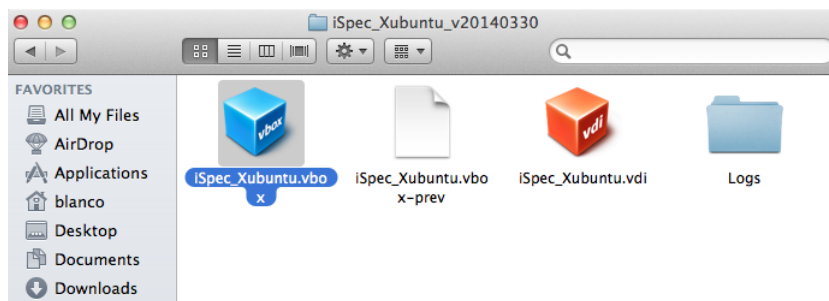 iSpec_Xubuntu_v20140330
FAVORITES
All My Files
AirDrop
Applications
blanco
Desktop
Documents
Downloads
vbox
iSpec_Xubuntu.vbo
x
iSpec_Xubuntu.vbo
x-prev
vdi
iSpec_Xubuntu.vdi
Logs